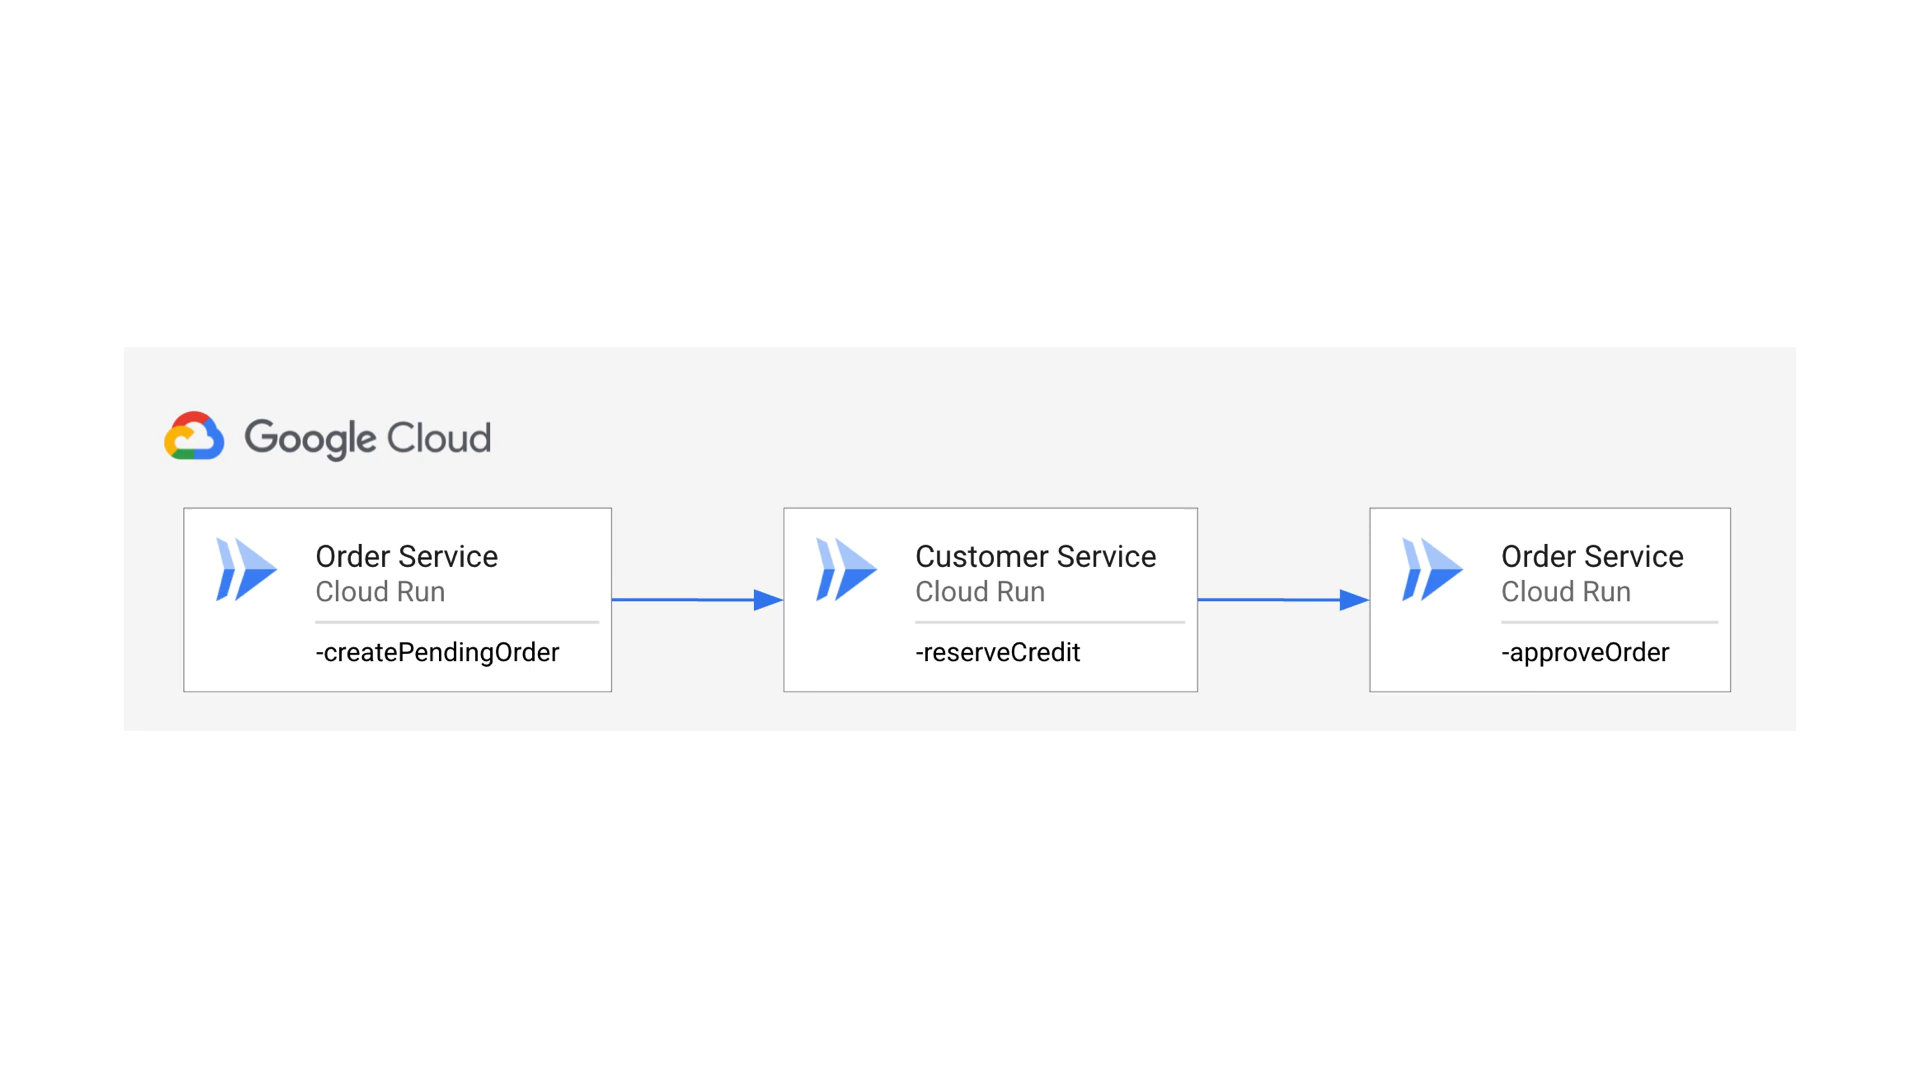 Google Cloud
Order Service
Cloud Run
-createPendingOrder
Customer Service
Cloud Run
-reserveCredit
Order Service
Cloud Run
-approveOrder